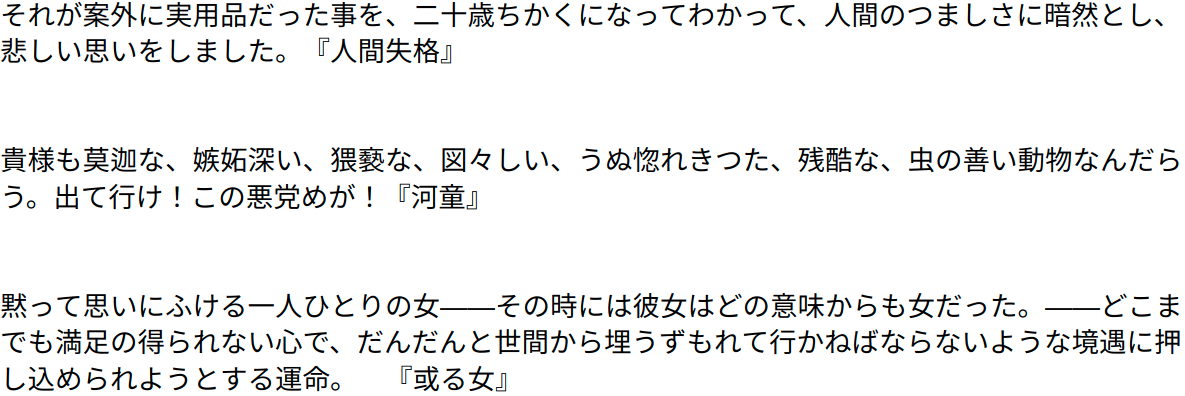 それが案外に実用品だった事を、二十歳ちかくになってわかって、人間のつましさに暗然とし、
悲しい思いをしました。『人間失格』
貴様も莫迦な、嫉妬深い、猥褻な、図々しい、うぬ惚れきつた、残酷な、虫の善い動物なんだら
う。出て行け！この悪党めが！『河童』
黙って思いにふける一人ひとりの女――その時には彼女はどの意味からも女だった。――どこま
でも満足の得られない心で、だんだんと世間から埋うずもれて行かねばならないような境遇に押
し込められようとする運命。　『或る女』